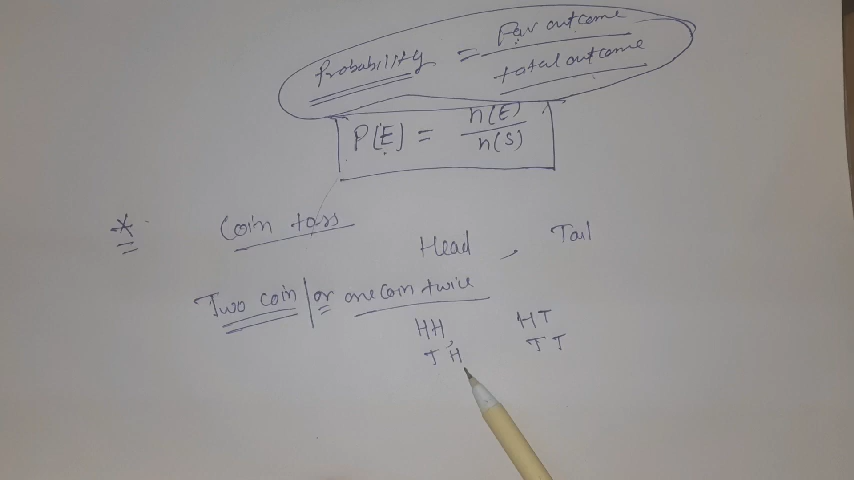 Probability = Fav outcome / total outcome
P(E) = n(E) / n(S)
* Coin toss
Head , Tail
Two coin | or one coin twice
HH, HT
TH TT